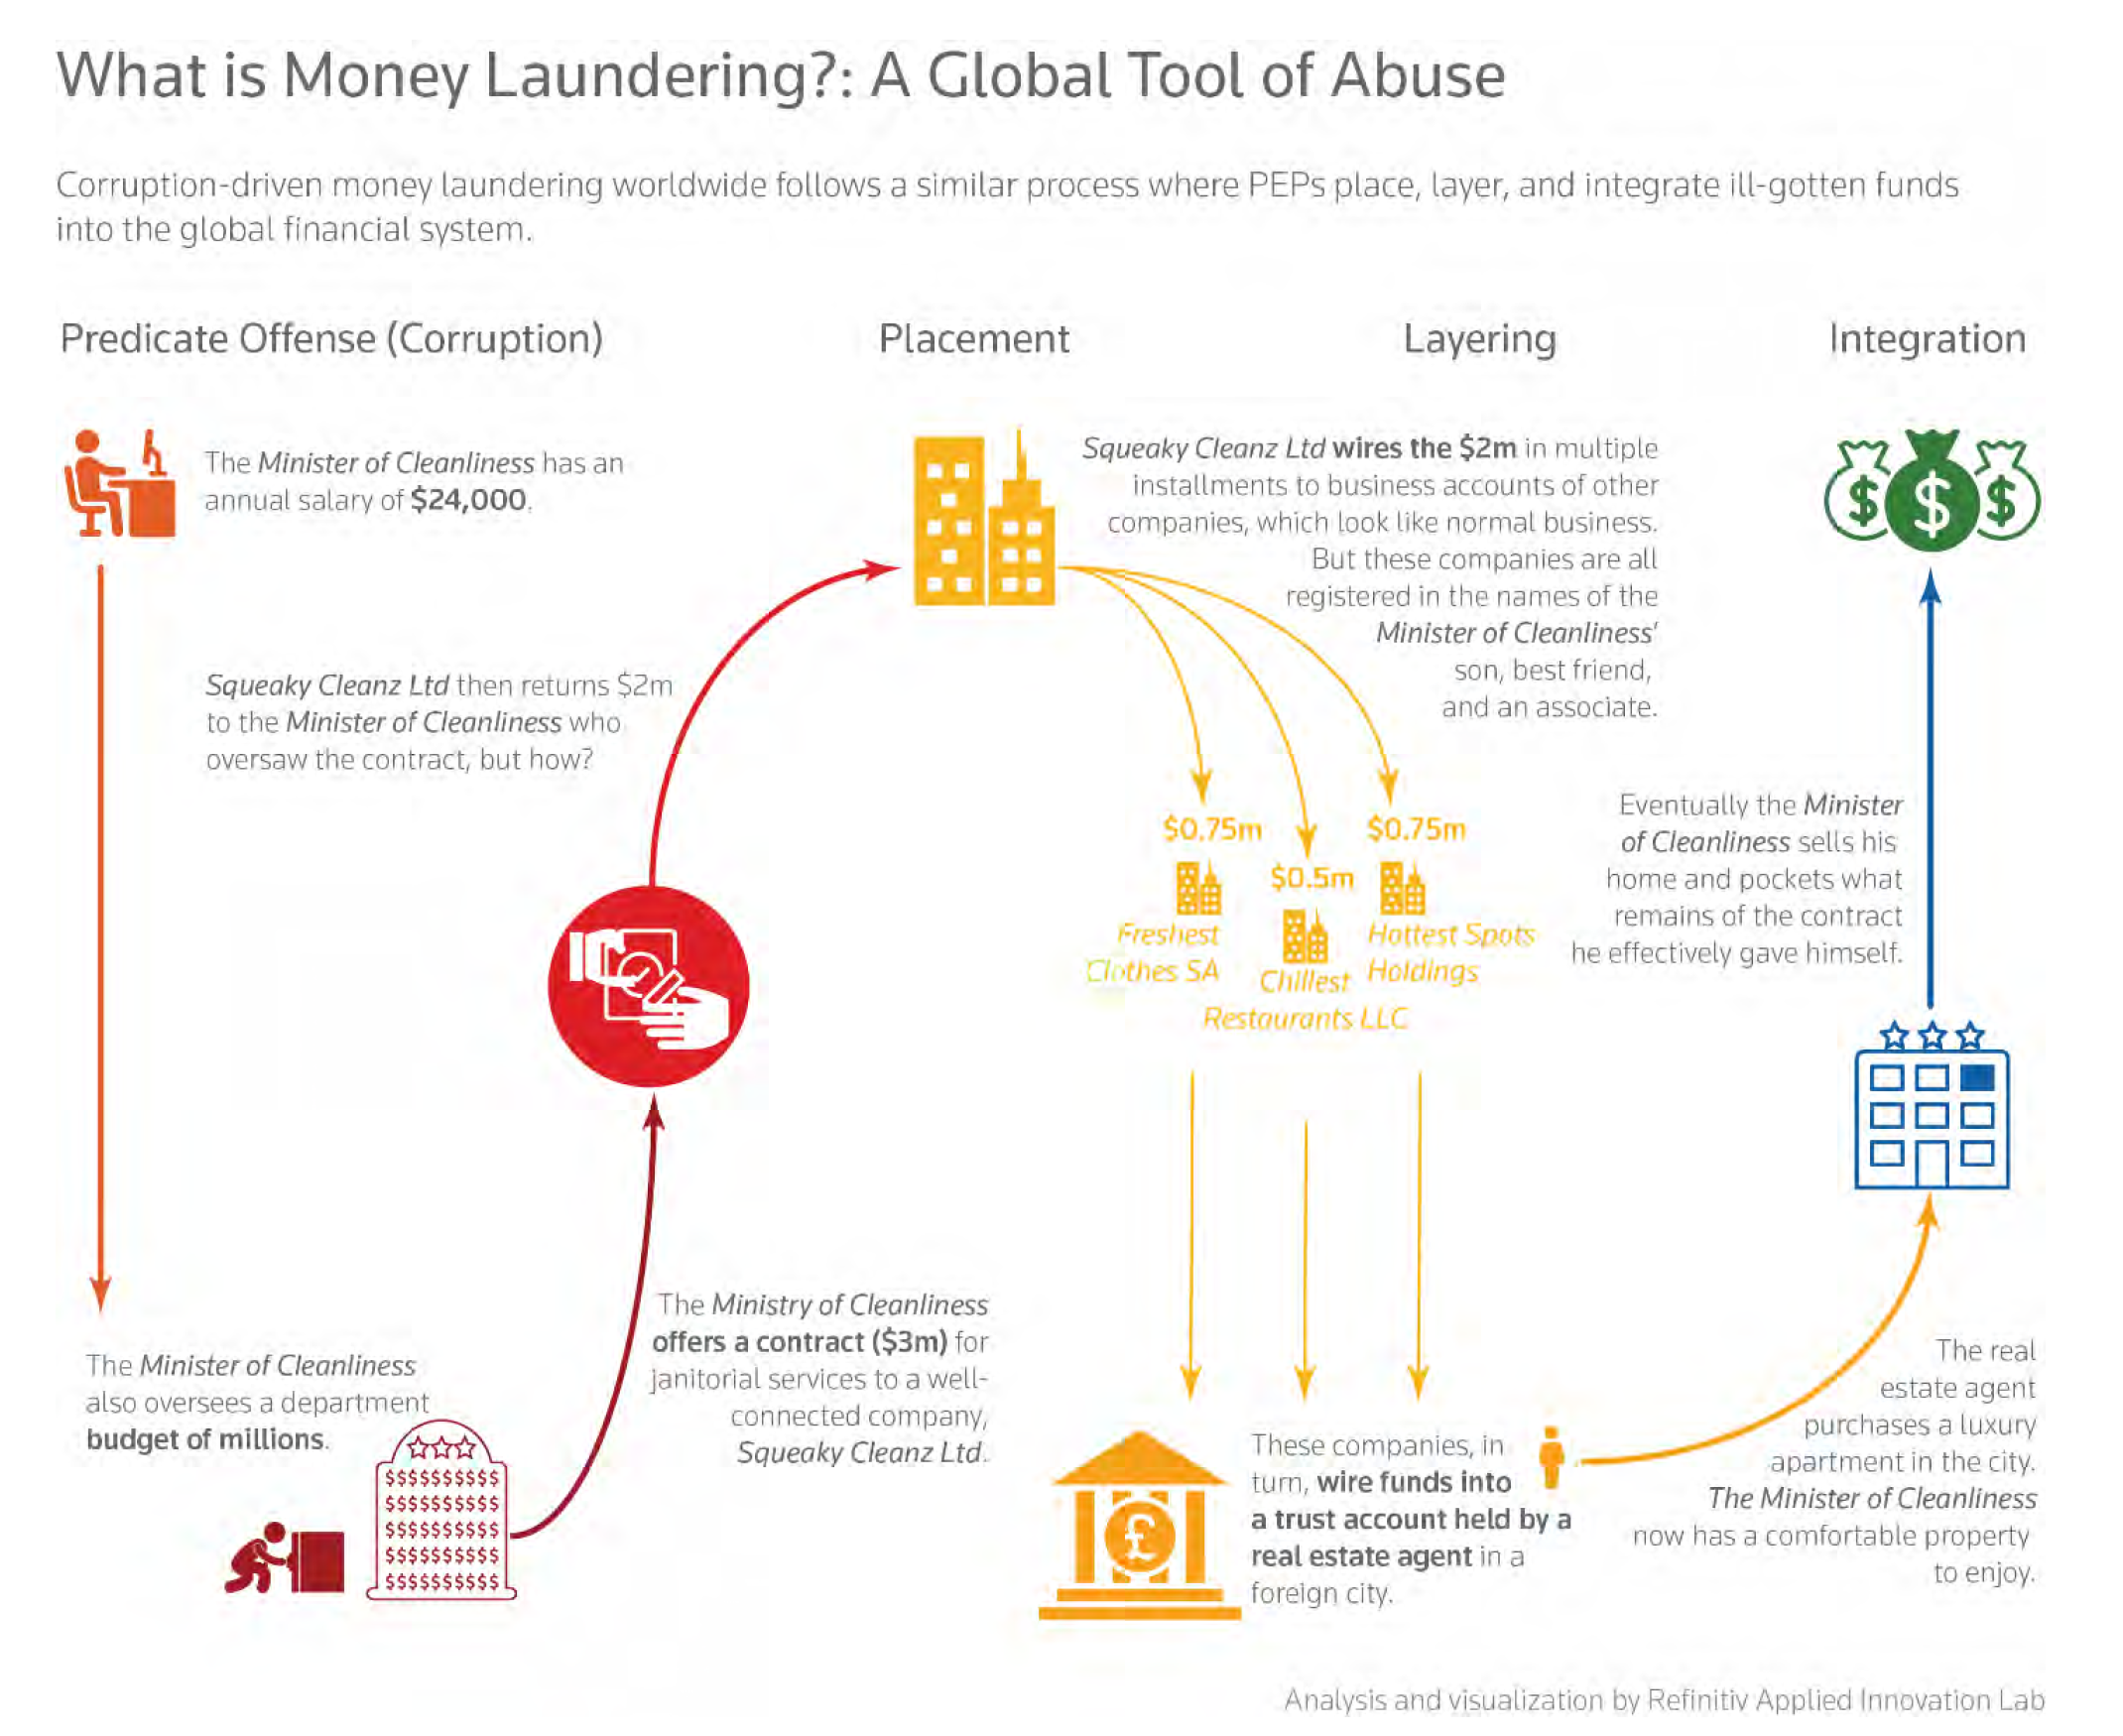 What is Money Laundering?: A Global Tool of Abuse
Corruption-driven money laundering worldwide follows a similar process where PEPs place, layer, and integrate ill-gotten funds
into the global financial system.
Predicate Offense (Corruption)
Placement
Layering
Integration
The Minister of Cleanliness has an
annual salary of $24,000.
Squeaky Cleanz Ltd then returns $2m
to the Minister of Cleanliness who
oversaw the contract, but how?
The Minister of Cleanliness
also oversees a department
budget of millions.
$$$$$$$$$$
$$$$$$$$$$
$$$$$$$$$$
$$$$$$$$$$
$$$$$$$$$$
The Ministry of Cleanliness
offers a contract ($3m) for
janitorial services to a well-
connected company,
Squeaky Cleanz Ltd.
Squeaky Cleanz Ltd wires the $2m in multiple
installments to business accounts of other
companies, which look like normal business.
But these companies are all
registered in the names of the
Minister of Cleanliness'
son, best friend,
and an associate.
$0.75m
Freshest
Clothes SA
$0.5m
Chillest
Restaurants LLC
$0.75m
Hottest Spots
Holdings
£
These companies, in
turn, wire funds into
a trust account held by a
real estate agent in a
foreign city.
The real
estate agent
purchases a luxury
apartment in the city.
The Minister of Cleanliness
now has a comfortable property
to enjoy.
Eventually the Minister
of Cleanliness sells his
home and pockets what
remains of the contract
he effectively gave himself.
$ $ $
Analysis and visualization by Refinitiv Applied Innovation Lab